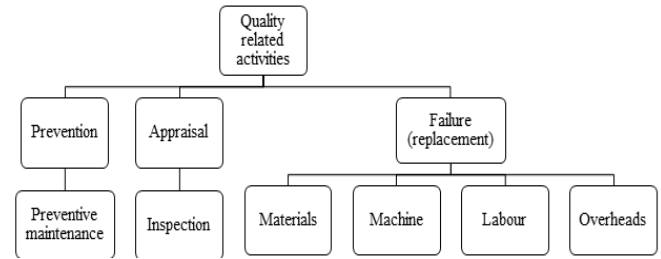 Quality
related
activities
Prevention
Appraisal
Failure
(replacement)
Preventive
maintenance
Inspection
Materials
Machine
Labour
Overheads